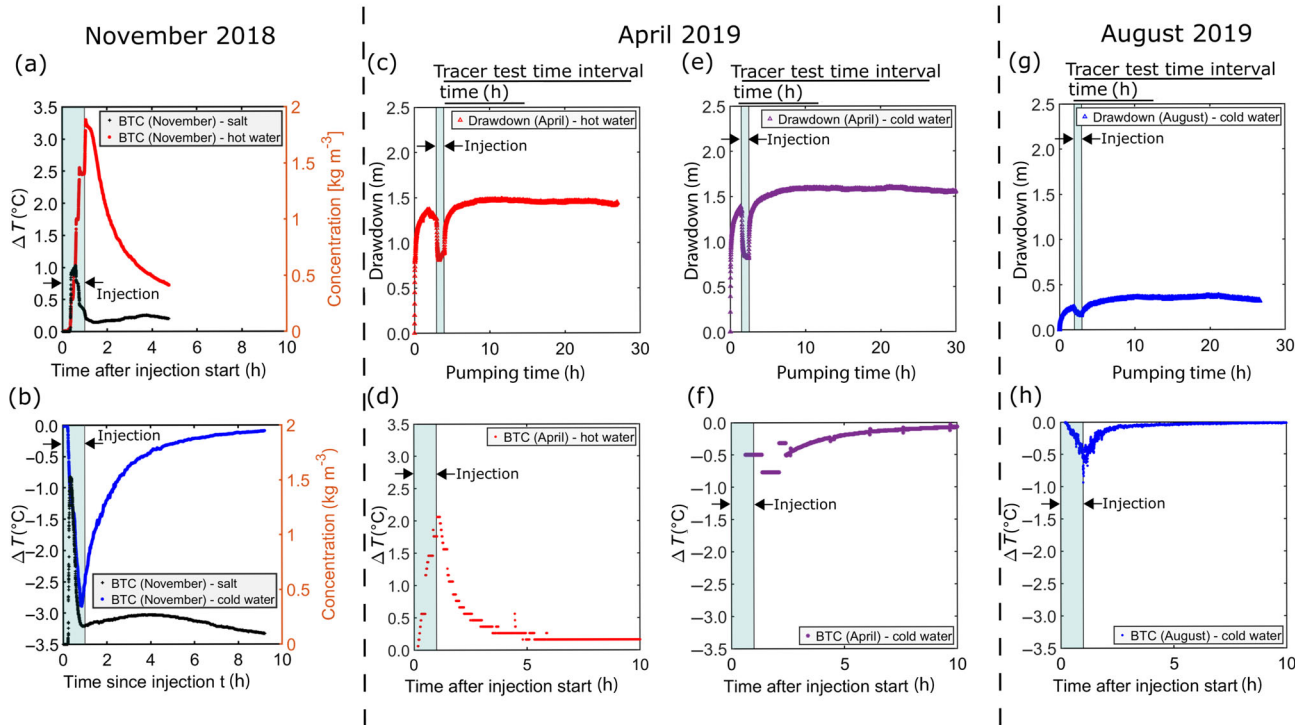 November 2018
April 2019
August 2019
(a)
3.5
3.0
2.5
2.0
1.5
1.0
0.5
0.0
Δ T(°C)
2
1.5
1
0.5
0
Concentration [kg m⁻³)
BTC (November) - salt
BTC (November) - hot water
Injection
0 2 4 6 8 10
Time after injection start (h)
(b)
0.0
−0.5
−1.0
−1.5
−2.0
−2.5
−3.0
−3.5
Δ T(°C)
2
1.5
1
0.5
0
Concentration (kg m⁻³)
Injection
BTC (November) - salt
BTC (November) - cold water
0 2 4 6 8 10
Time since injection t (h)
(c)
Tracer test time interval
time (h)
2.5
2.0
1.5
1.0
0.5
0.0
Drawdown (m)
Drawdown (April) - hot water
Injection
0 10 20 30
Pumping time (h)
(d)
3.5
3.0
2.5
2.0
1.5
1.0
0.5
0.0
Δ T(°C)
BTC (April) - hot water
Injection
0 5 10
Time after injection start (h)
(e)
Tracer test time interval
time (h)
2.5
2.0
1.5
1.0
0.5
0.0
Drawdown (m)
Drawdown (April) - cold water
Injection
0 10 20 30
Pumping time (h)
(f)
0.0
−0.5
−1.0
−1.5
−2.0
−2.5
−3.0
−3.5
Δ T(°C)
Injection
BTC (April) - cold water
0 5 10
Time after injection start (h)
(g)
Tracer test time interval
time (h)
2.5
2.0
1.5
1.0
0.5
0.0
Drawdown (m)
Drawdown (August) - cold water
Injection
0 10 20 30
Pumping time (h)
(h)
0.0
−0.5
−1.0
−1.5
−2.0
−2.5
−3.0
−3.5
Δ T(°C)
Injection
BTC (August) - cold water
0 5 10
Time after injection start (h)